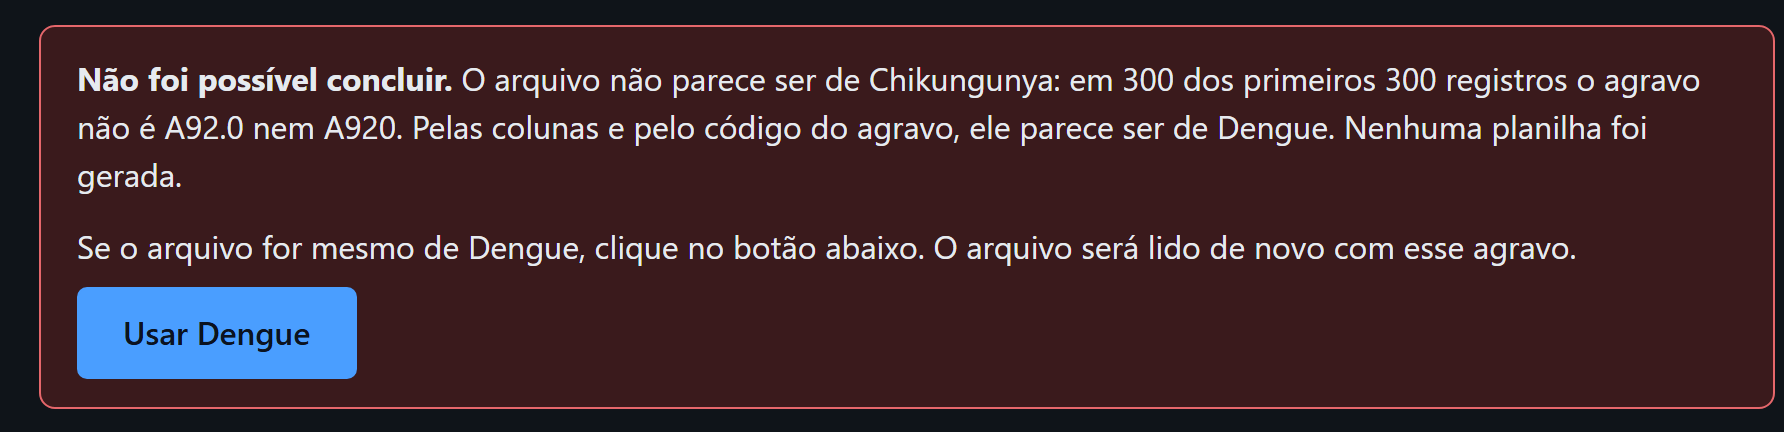 Não foi possível concluir. O arquivo não parece ser de Chikungunya: em 300 dos primeiros 300 registros o agravo
não é A92.0 nem A920. Pelas colunas e pelo código do agravo, ele parece ser de Dengue. Nenhuma planilha foi
gerada.
Se o arquivo for mesmo de Dengue, clique no botão abaixo. O arquivo será lido de novo com esse agravo.
Usar Dengue